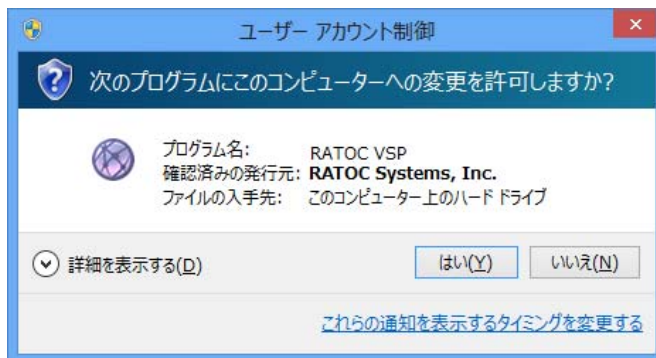 ユーザー アカウント制御
次のプログラムにこのコンピューターへの変更を許可しますか?
プログラム名: RATOC VSP
確認済みの発行元: RATOC Systems, Inc.
ファイルの入手先: このコンピューター上のハード ドライブ
詳細を表示する(D) はい(Y) いいえ(N)
これらの通知を表示するタイミングを変更する